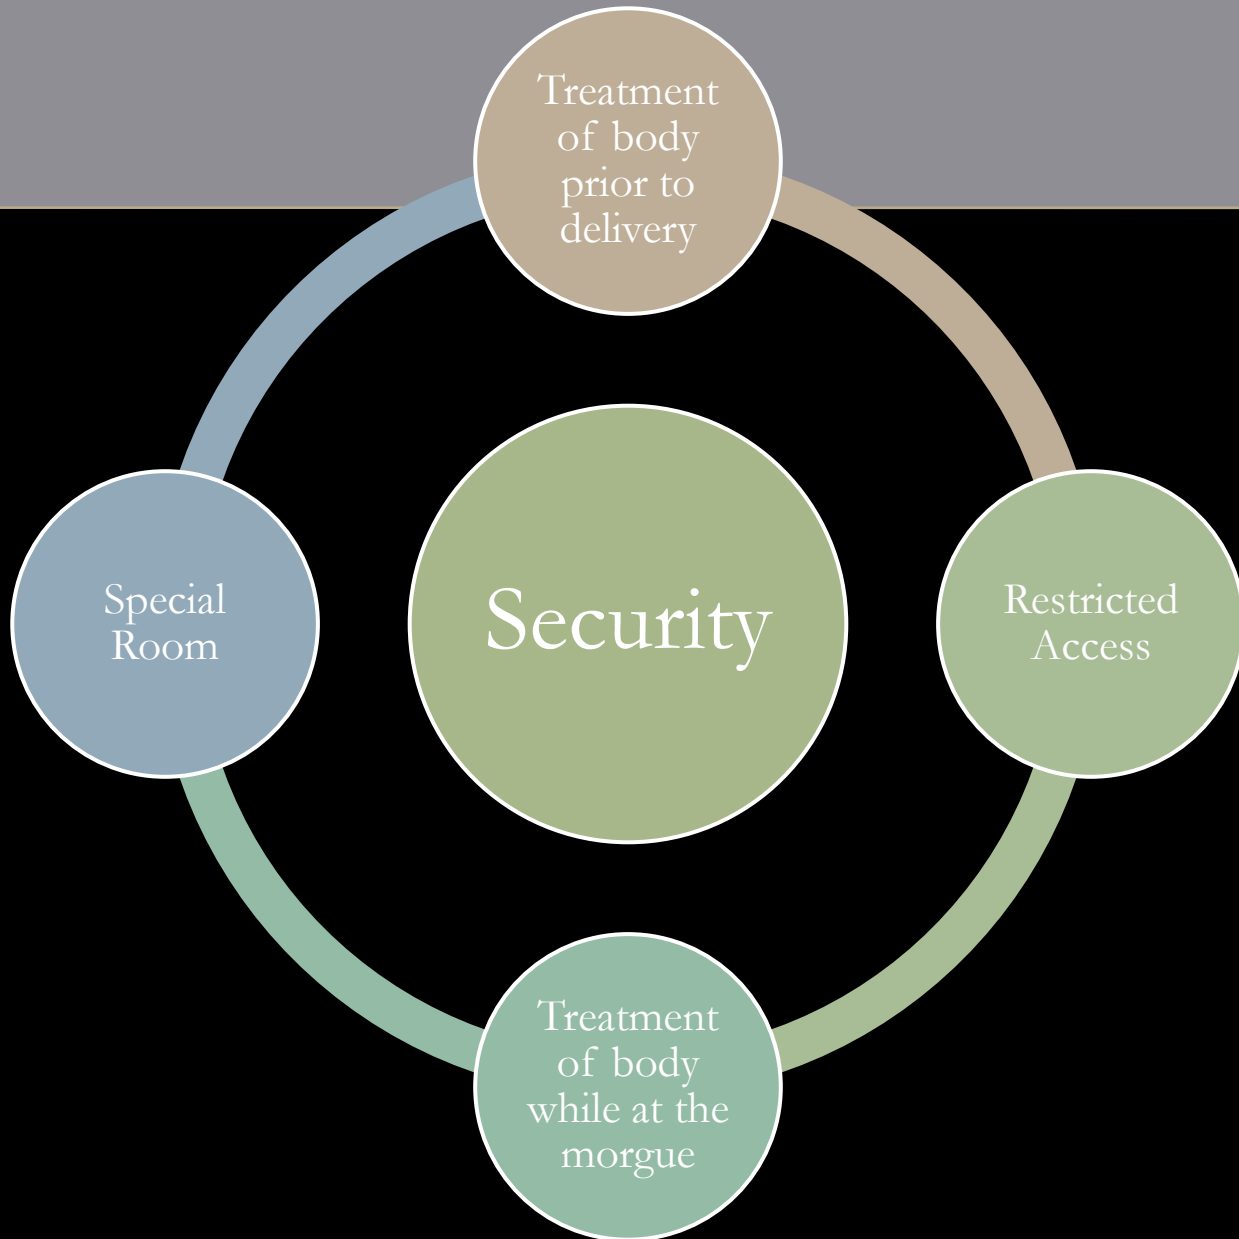 Treatment
of body
prior to
delivery
Special
Room
Security
Restricted
Access
Treatment
of body
while at the
morgue